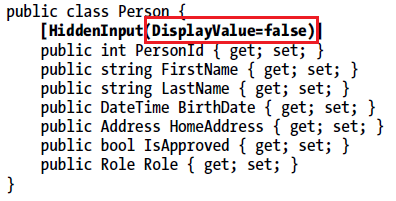 public class Person {
[HiddenInput(DisplayValue=false)]
public int PersonId { get; set; }
public string FirstName { get; set; }
public string LastName { get; set; }
public DateTime BirthDate { get; set; }
public Address HomeAddress { get; set; }
public bool IsApproved { get; set; }
public Role Role { get; set; }
}